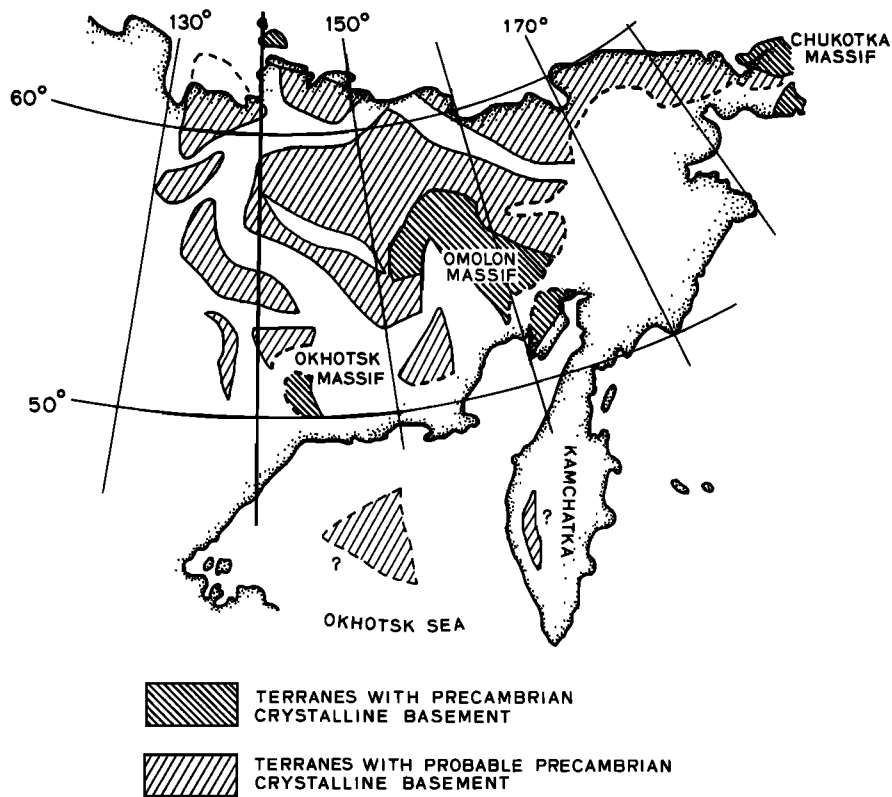 130°
150°
170°
CHUKOTKA
MASSIF
60°
OMOLON
MASSIF
OKHOTSK
MASSIF
50°
KAMCHATKA
?
?
OKHOTSK SEA
TERRANES WITH PRECAMBRIAN
CRYSTALLINE BASEMENT
TERRANES WITH PROBABLE PRECAMBRIAN
CRYSTALLINE BASEMENT